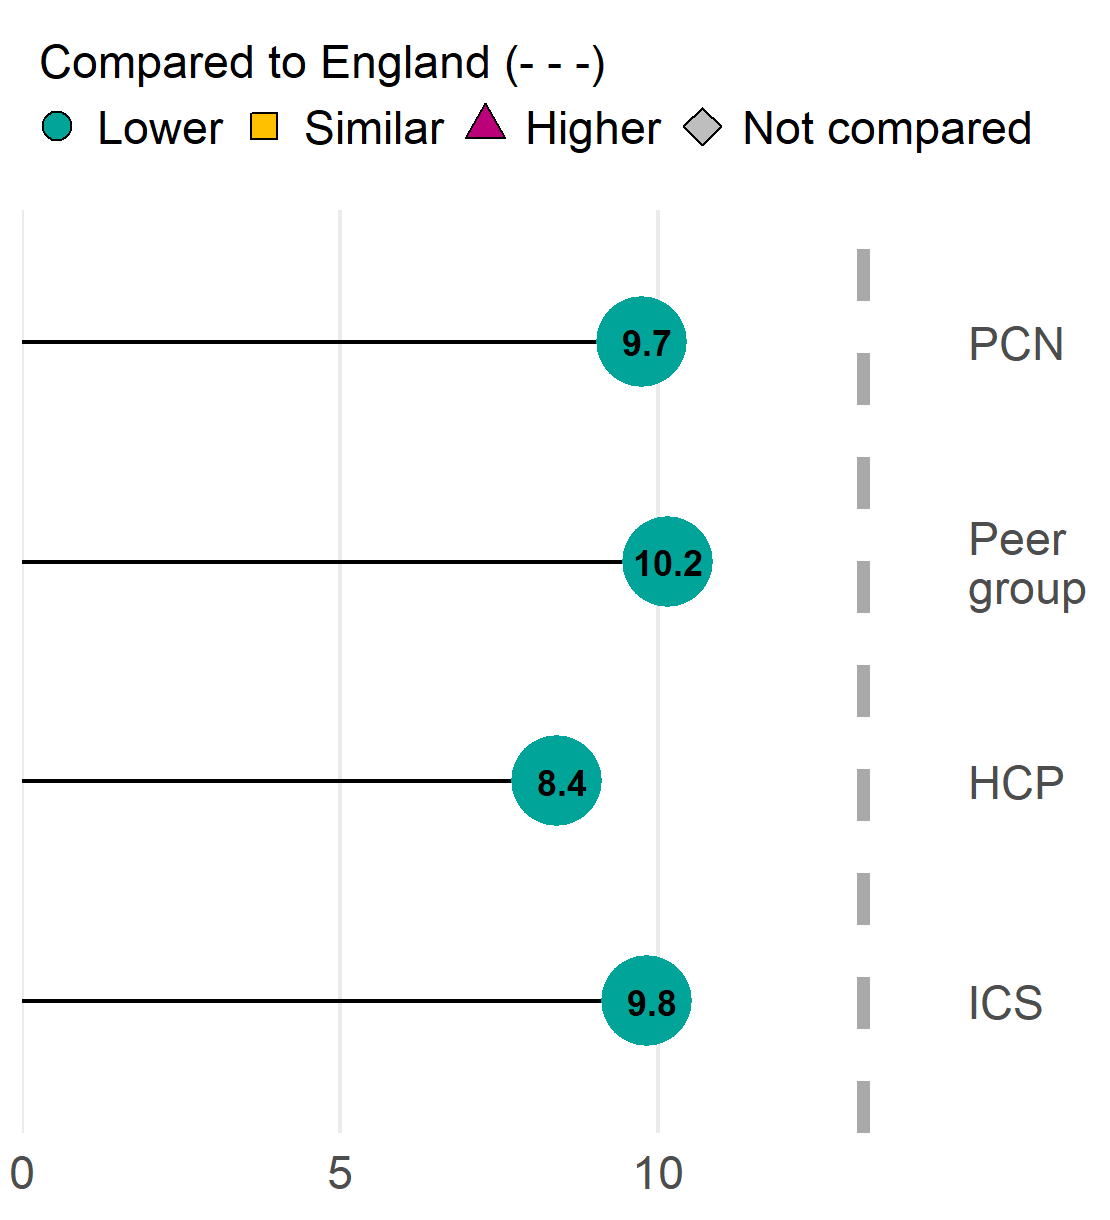 Compared to England (- - -)
Lower Similar Higher Not compared
9.7 PCN
10.2 Peer
group
8.4 HCP
9.8 ICS
0 5 10